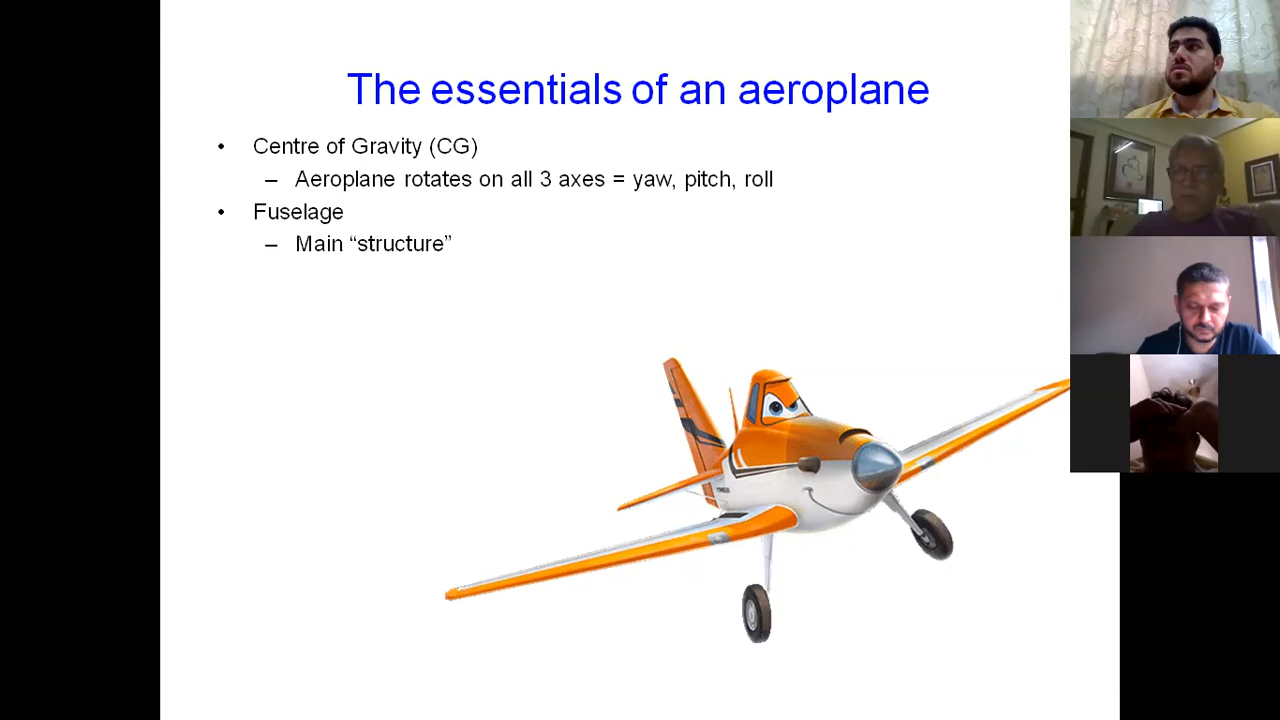 The essentials of an aeroplane
• Centre of Gravity (CG)
– Aeroplane rotates on all 3 axes = yaw, pitch, roll
• Fuselage
– Main “structure”